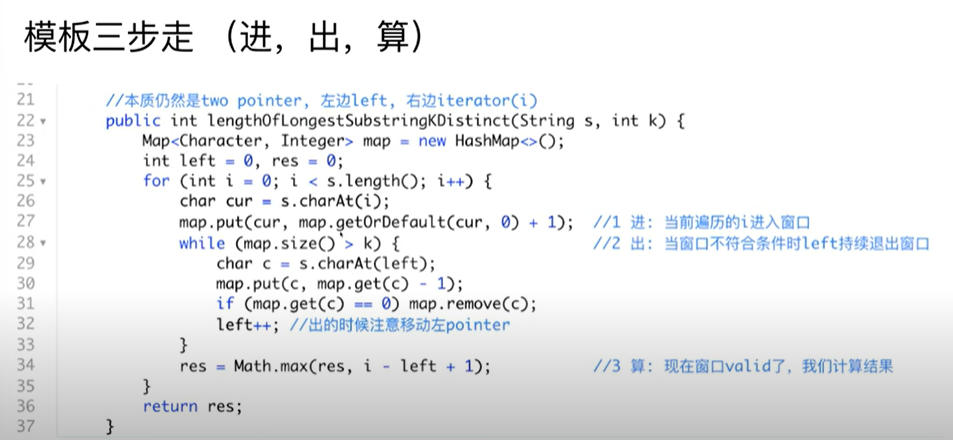 模板三步走 （进，出，算）
21 //本质仍然是two pointer, 左边left, 右边iterator(i)
22 public int lengthOfLongestSubstringKDistinct(String s, int k) {
23 Map<Character, Integer> map = new HashMap<>();
24 int left = 0, res = 0;
25 for (int i = 0; i < s.length(); i++) {
26 char cur = s.charAt(i);
27 map.put(cur, map.getOrDefault(cur, 0) + 1); //1 进: 当前遍历的i进入窗口
28 while (map.size() > k) { //2 出: 当窗口不符合条件时left持续退出窗口
29 char c = s.charAt(left);
30 map.put(c, map.get(c) - 1);
31 if (map.get(c) == 0) map.remove(c);
32 left++; //出的时候注意移动左pointer
33 }
34 res = Math.max(res, i - left + 1); //3 算: 现在窗口valid了, 我们计算结果
35 }
36 return res;
37 }